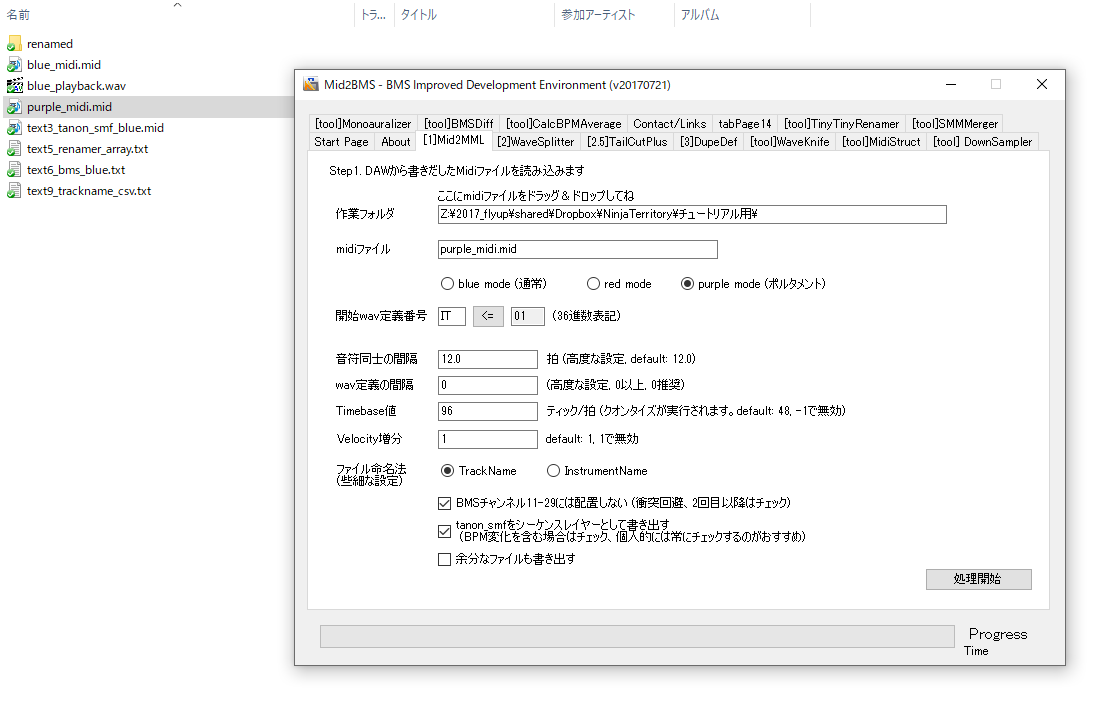 名前
トラ...
タイトル
参加アーティスト
アルバム
renamed
blue_midi.mid
blue_playback.wav
purple_midi.mid
text3_tanon_smf_blue.mid
text5_renamer_array.txt
text6_bms_blue.txt
text9_trackname_csv.txt
Mid2BMS - BMS Improved Development Environment (v20170721)
[tool]Monoauralizer
[tool]BMSDiff
[tool]CalcBPMAverage
Contact/Links
tabPage14
[tool]TinyTinyRenamer
[tool]SMMMerger
Start Page
About
[1]Mid2MML
[2]WaveSplitter
[2.5]TailCutPlus
[3]DupeDef
[tool]WaveKnife
[tool]MidiStruct
[tool] DownSampler
Step1. DAWから書きだしたMidiファイルを読み込みます
ここにmidiファイルをドラッグ&ドロップしてね
作業フォルダ
Z:¥2017_flyup¥shared¥Dropbox¥NinjaTerritory¥チュートリアル用¥
midiファイル
purple_midi.mid
blue mode (通常)
red mode
purple mode (ポルタメント)
開始wav定義番号
IT
<=
01
(36進数表記)
音符同士の間隔
12.0
拍 (高度な設定, default: 12.0)
wav定義の間隔
0
(高度な設定, 0以上, 0推奨)
Timebase値
96
ティック/拍 (クオンタイズが実行されます。default: 48, -1で無効)
Velocity増分
1
default: 1, 1で無効
ファイル命名法
(些細な設定)
TrackName
InstrumentName
BMSチャンネル11-29には配置しない (衝突回避、2回目以降はチェック)
tanon_smfをシーケンスレイヤーとして書き出す
(BPM変化を含む場合はチェック、個人的には常にチェックするのがおすすめ)
余分なファイルも書き出す
処理開始
Progress
Time